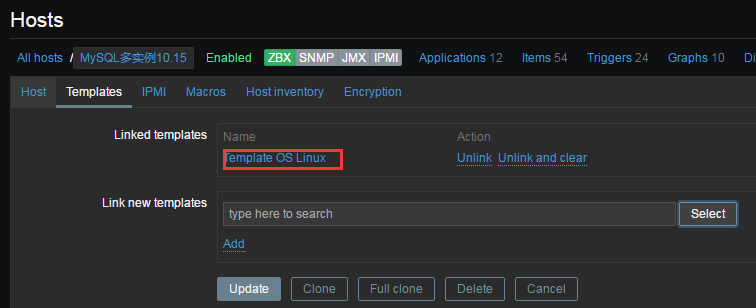 Hosts
All hosts / MySQL多实例10.15 Enabled ZBX SNMP JMX IPMI Applications 12 Items 54 Triggers 24 Graphs 10 Di
Host Templates IPMI Macros Host inventory Encryption
Linked templates Name Action
Template OS Linux Unlink Unlink and clear
Link new templates type here to search Select
Add
Update Clone Full clone Delete Cancel